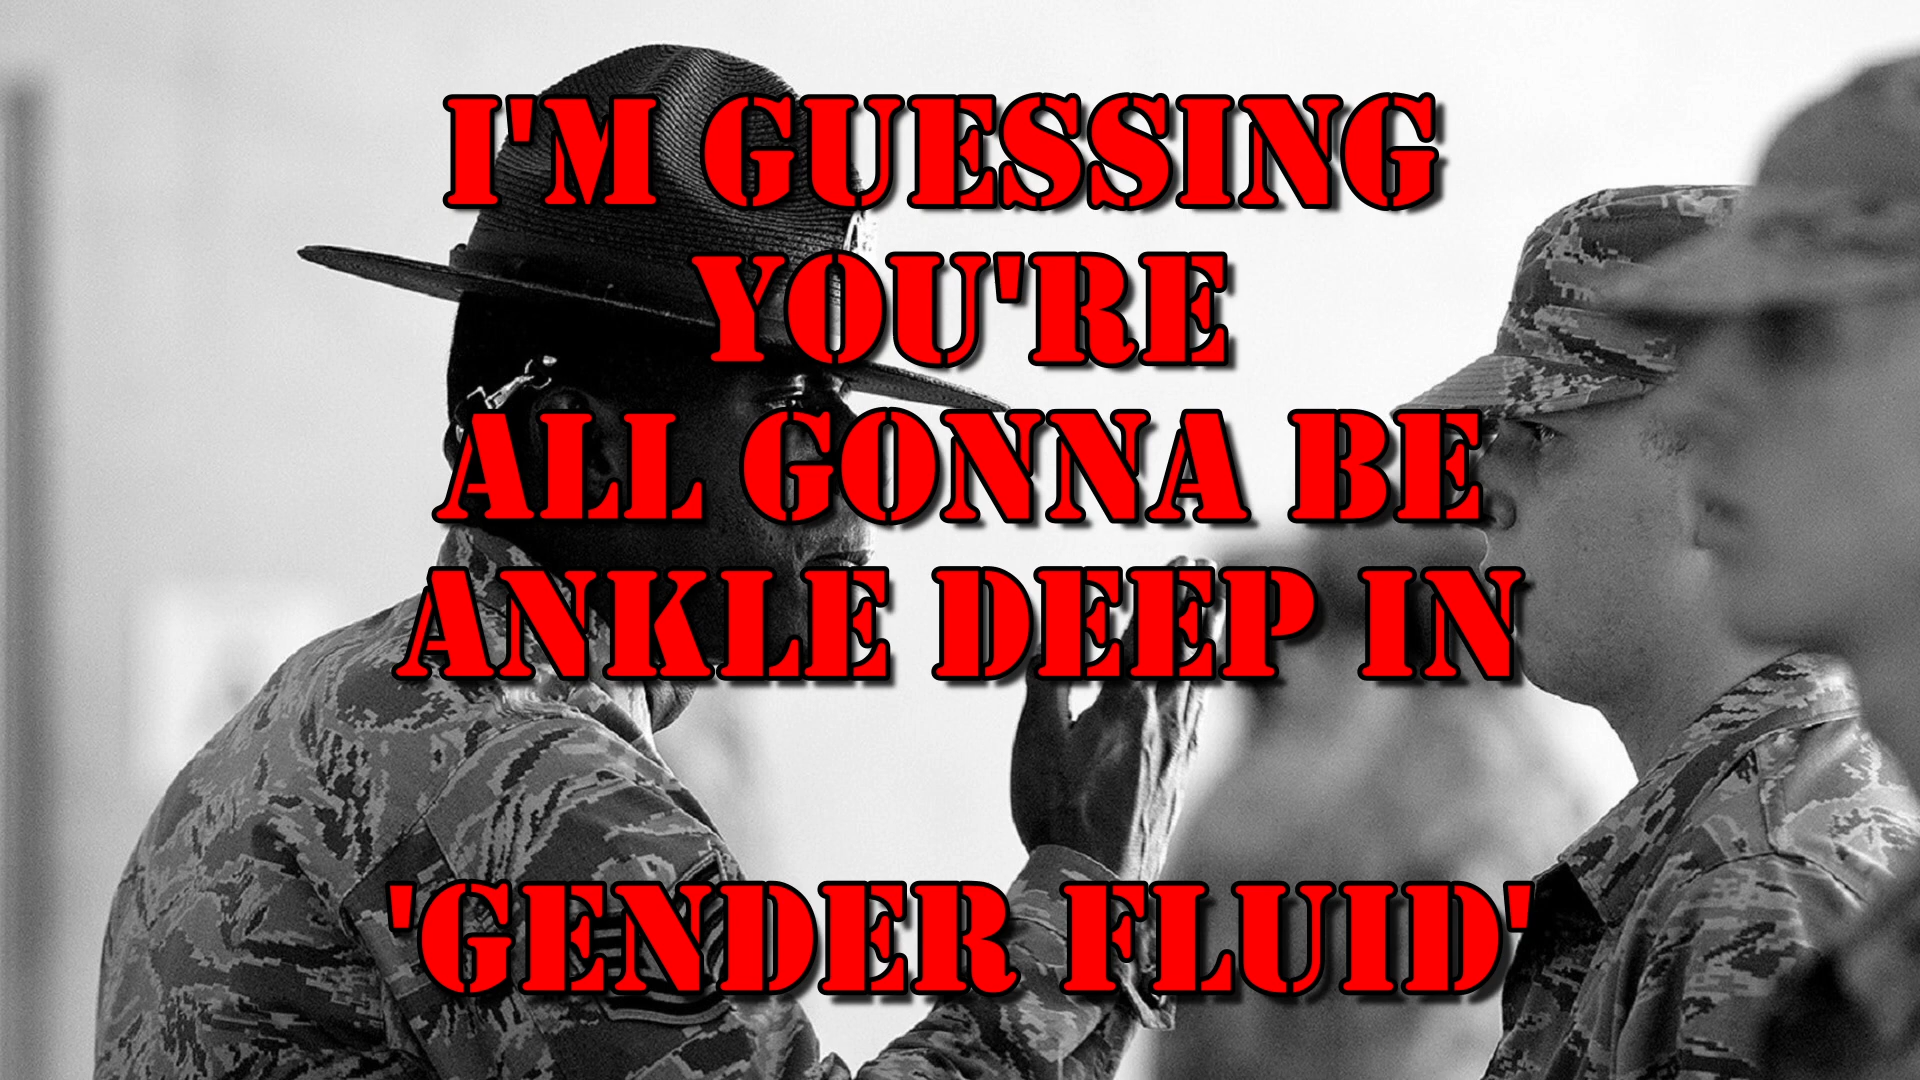 I'M GUESSING
YOU'RE
ALL GONNA BE
ANKLE DEEP IN
'GENDER FLUID'